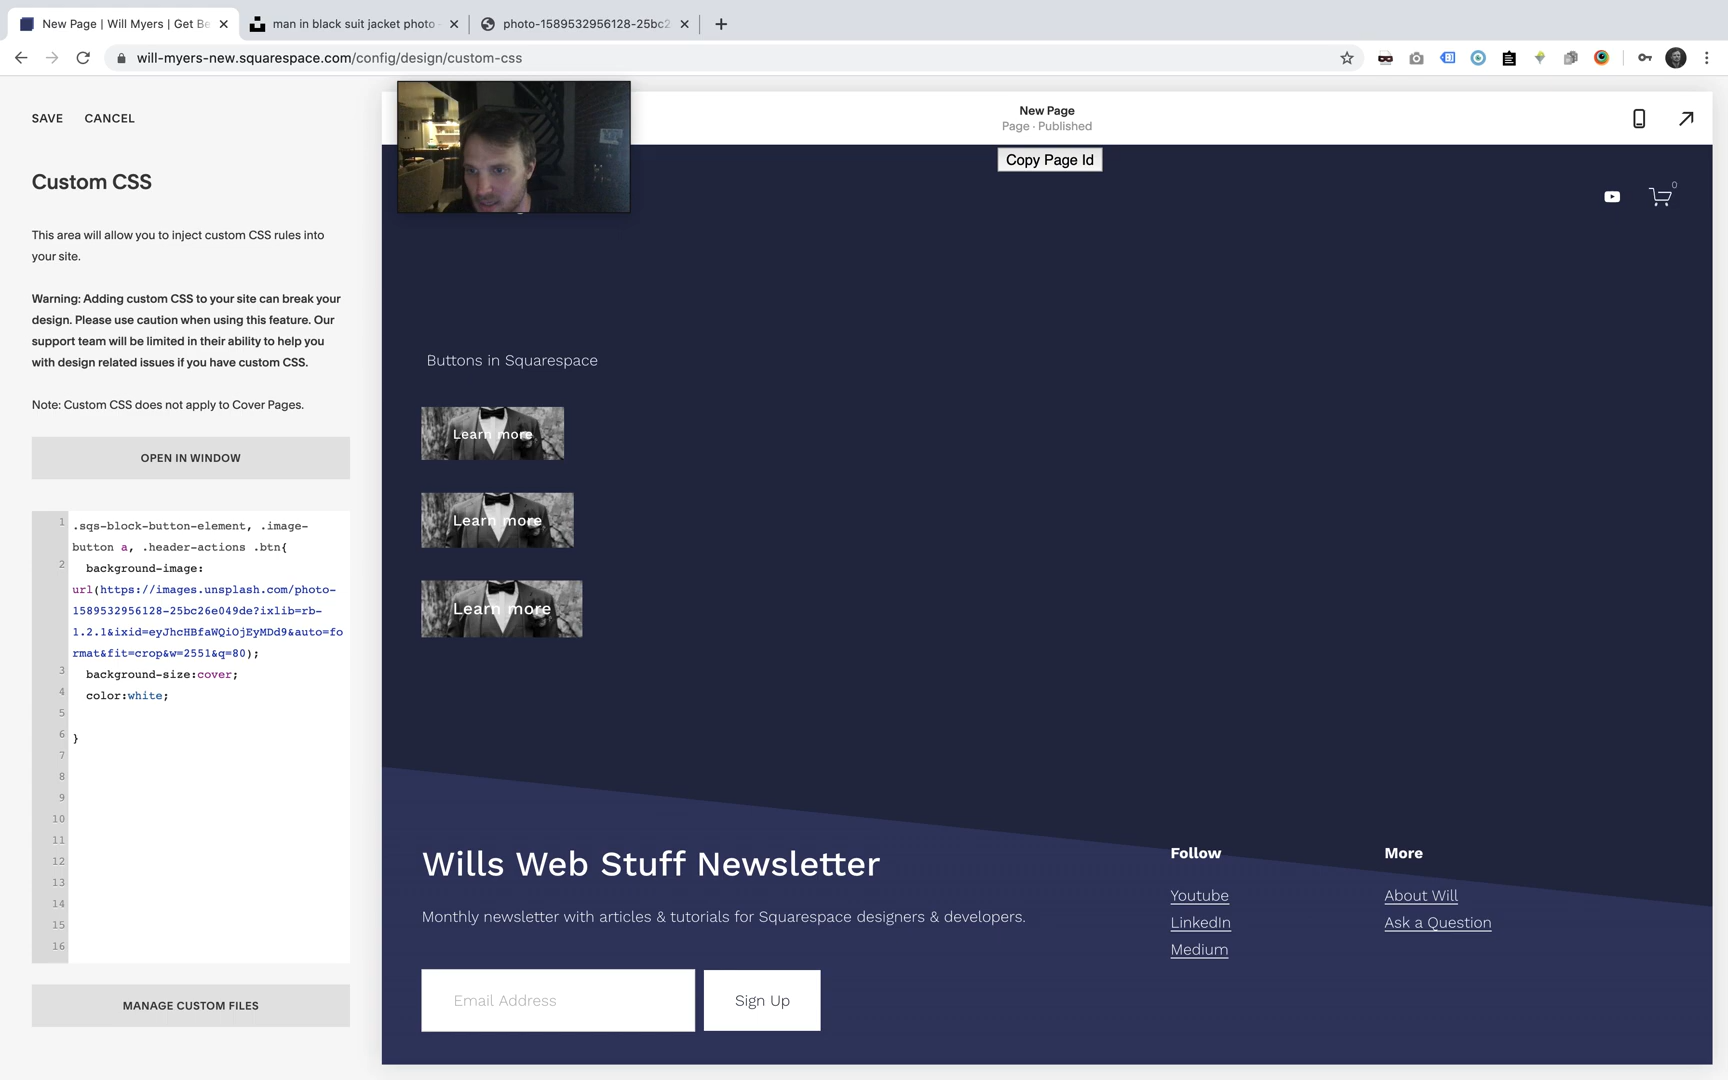 New Page | Will Myers | Get Be
man in black suit jacket photo
photo-1589532956128-25bc2
will-myers-new.squarespace.com/config/design/custom-css
SAVE CANCEL
New Page
Page · Published
Copy Page Id
0
Custom CSS
This area will allow you to inject custom CSS rules into
your site.
Warning: Adding custom CSS to your site can break your
design. Please use caution when using this feature. Our
support team will be limited in their ability to help you
with design related issues if you have custom CSS.
Note: Custom CSS does not apply to Cover Pages.
OPEN IN WINDOW
1 .sqs-block-button-element, .image-
button a, .header-actions .btn{
2 background-image:
url(https://images.unsplash.com/photo-
1589532956128-25bc26e049de?ixlib=rb-
1.2.1&ixid=eyJhcHBfaWQiOjEyMDd9&auto=fo
rmat&fit=crop&w=2551&q=80);
3 background-size:cover;
4 color:white;
5
6 }
7
8
9
10
11
12
13
14
15
16
MANAGE CUSTOM FILES
Buttons in Squarespace
Learn more
Learn more
Learn more
Wills Web Stuff Newsletter
Monthly newsletter with articles & tutorials for Squarespace designers & developers.
Email Address
Sign Up
Follow
Youtube
LinkedIn
Medium
More
About Will
Ask a Question